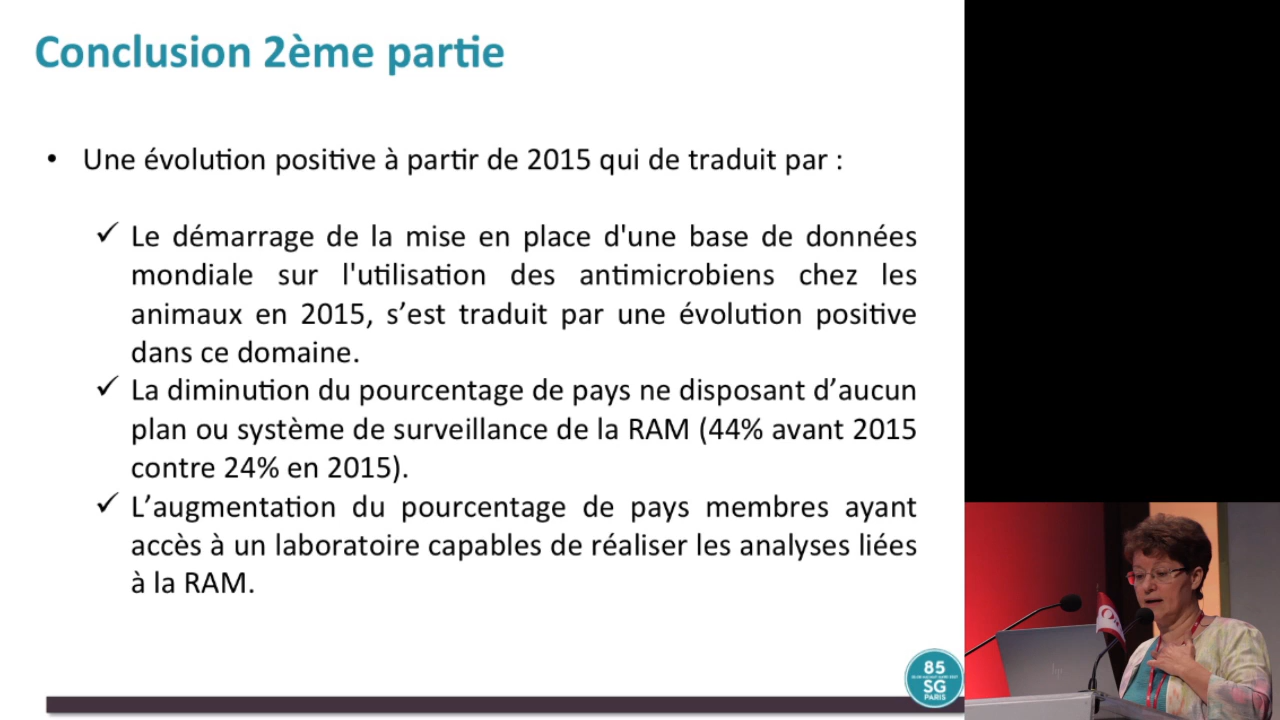 Conclusion 2ème partie
• Une évolution positive à partir de 2015 qui de traduit par :
✓ Le démarrage de la mise en place d'une base de données
mondiale sur l'utilisation des antimicrobiens chez les
animaux en 2015, s’est traduit par une évolution positive
dans ce domaine.
✓ La diminution du pourcentage de pays ne disposant d’aucun
plan ou système de surveillance de la RAM (44% avant 2015
contre 24% en 2015).
✓ L’augmentation du pourcentage de pays membres ayant
accès à un laboratoire capables de réaliser les analyses liées
à la RAM.
85
SG
PARIS
hp